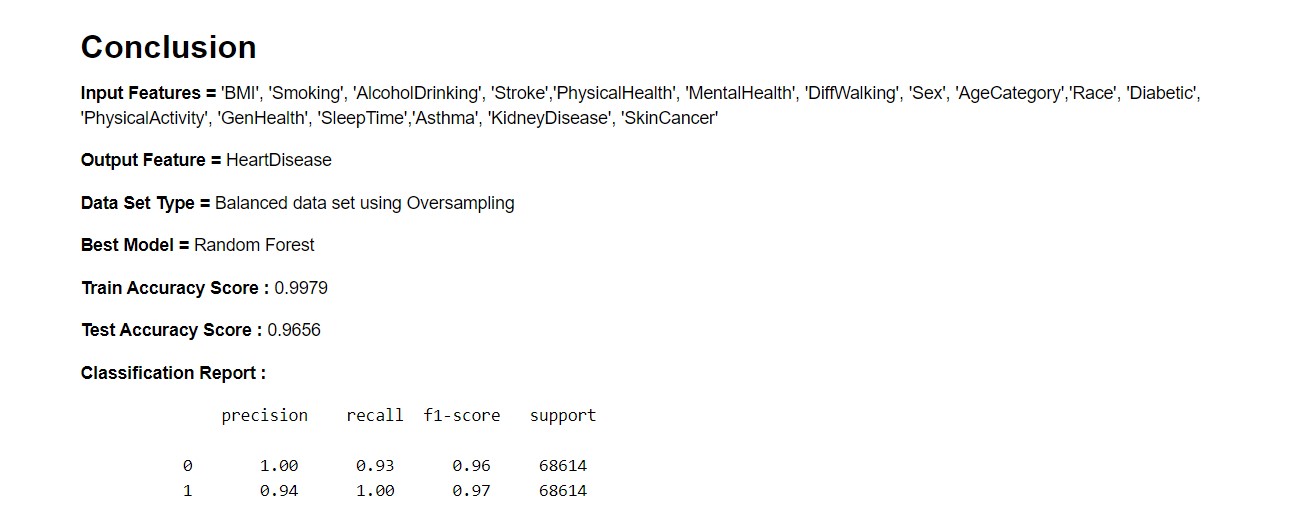 Conclusion
Input Features = 'BMI', 'Smoking', 'AlcoholDrinking', 'Stroke','PhysicalHealth', 'MentalHealth', 'DiffWalking', 'Sex', 'AgeCategory','Race', 'Diabetic',
'PhysicalActivity', 'GenHealth', 'SleepTime','Asthma', 'KidneyDisease', 'SkinCancer'
Output Feature = HeartDisease
Data Set Type = Balanced data set using Oversampling
Best Model = Random Forest
Train Accuracy Score : 0.9979
Test Accuracy Score : 0.9656
Classification Report :
precision recall f1-score support
0 1.00 0.93 0.96 68614
1 0.94 1.00 0.97 68614